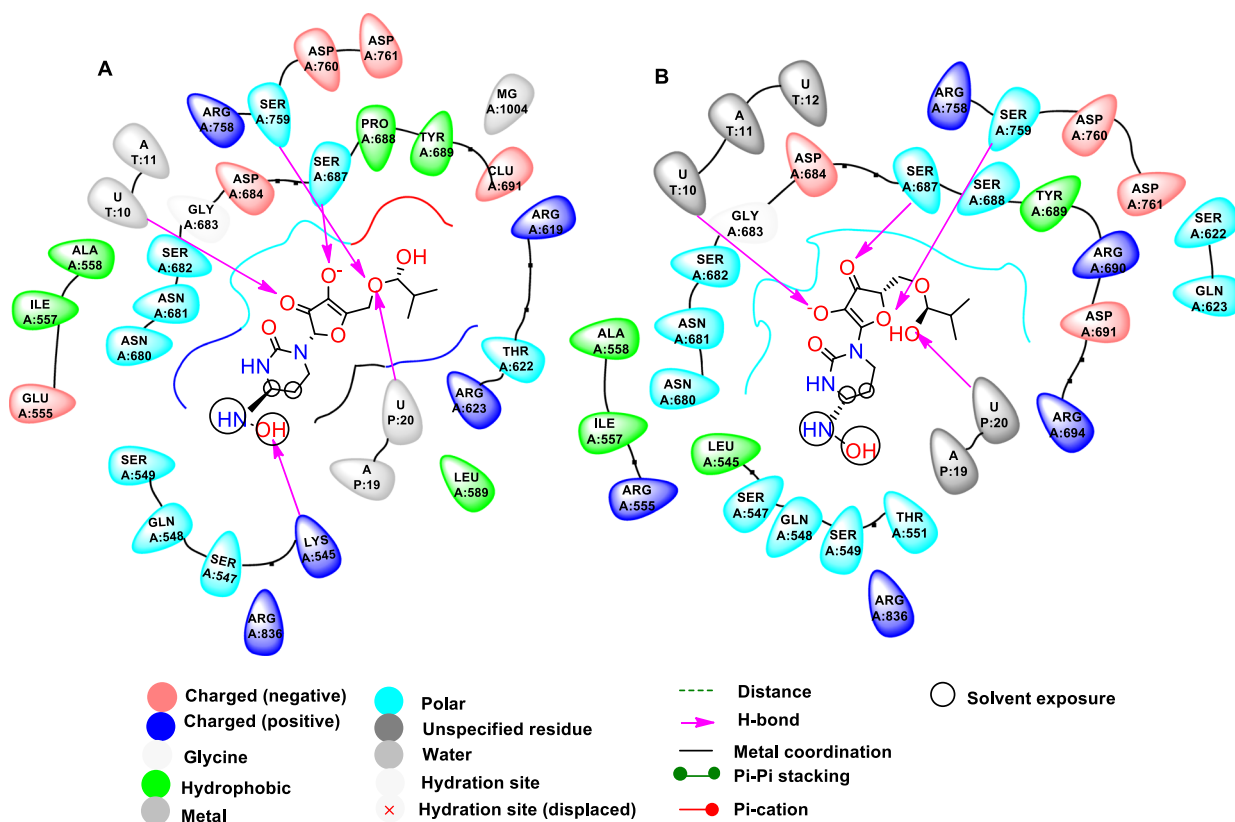 A
ASP
A:760
ASP
A:761
ARG
A:758
SER
A:759
MG
A:1004
PRO
A:688
TYR
A:689
SER
A:687
CLU
A:691
A
T:11
U
T:10
ASP
A:684
GLY
A:683
SER
A:682
ASN
A:681
ASN
A:680
ALA
A:558
ILE
A:557
GLU
A:555
ARG
A:619
THR
A:622
ARG
A:623
U
P:20
A
P:19
LEU
A:589
SER
A:549
GLN
A:548
SER
A:547
LYS
A:545
ARG
A:836
O-
O
O
O
OH
O
N
HN
HN
OH
B
U
T:12
A
T:11
U
T:10
ASP
A:684
GLY
A:683
SER
A:682
ASN
A:681
ASN
A:680
ARG
A:758
SER
A:759
ASP
A:760
ASP
A:761
SER
A:687
SER
A:688
TYR
A:689
ARG
A:690
ASP
A:691
ARG
A:694
SER
A:622
GLN
A:623
ALA
A:558
ILE
A:557
ARG
A:555
LEU
A:545
SER
A:547
GLN
A:548
SER
A:549
THR
A:551
ARG
A:836
U
P:20
A
P:19
O
-O
O
O
HO
O
N
HN
HN
OH
Charged (negative)
Charged (positive)
Glycine
Hydrophobic
Metal
Polar
Unspecified residue
Water
Hydration site
Hydration site (displaced)
Distance
H-bond
Metal coordination
Pi-Pi stacking
Pi-cation
Solvent exposure